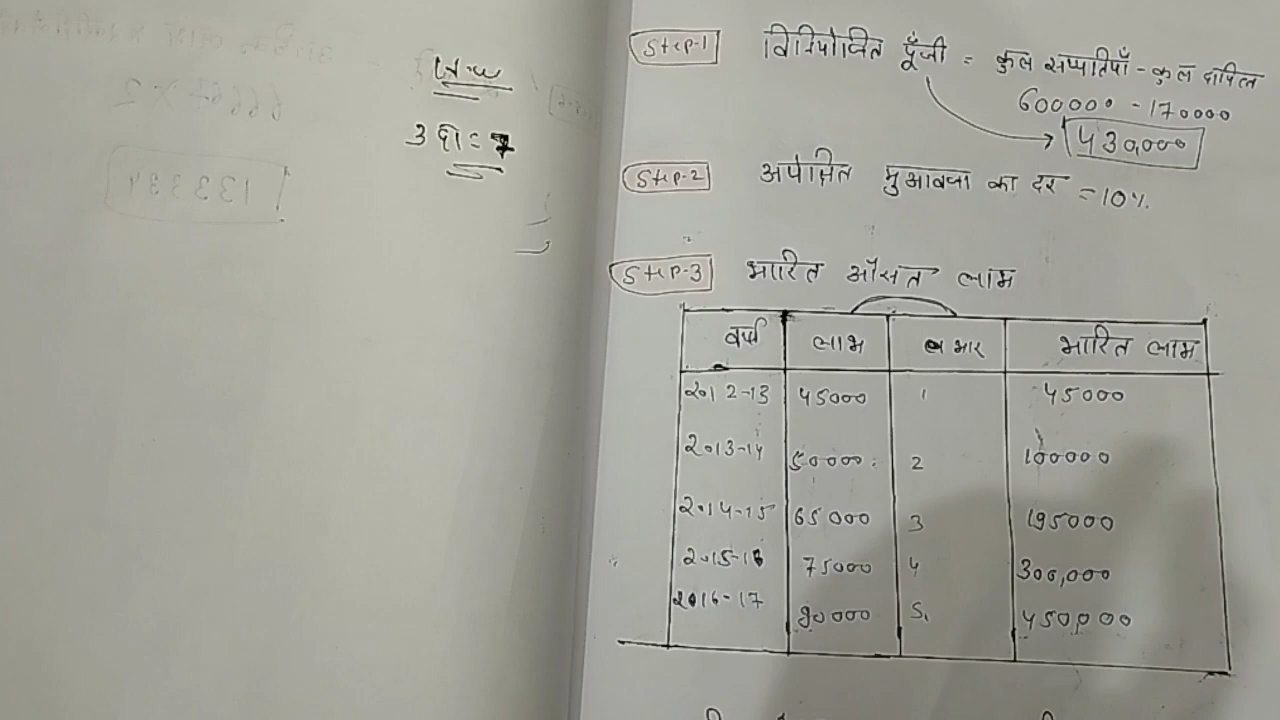 उदा =
Step-1 विनियोजित पूँजी = कुल सम्पतियाँ - कुल दायित्व
600000 - 170000
430,000
Step-2 अपेक्षित मुआवजा का दर = 10%
Step-3 भारित औसत लाभ
वर्ष लाभ भार भारित लाभ
2012-13 45000 1 45000
2013-14 50000 2 100000
2014-15 65000 3 195000
2015-16 75000 4 300,000
2016-17 90000 5 450000